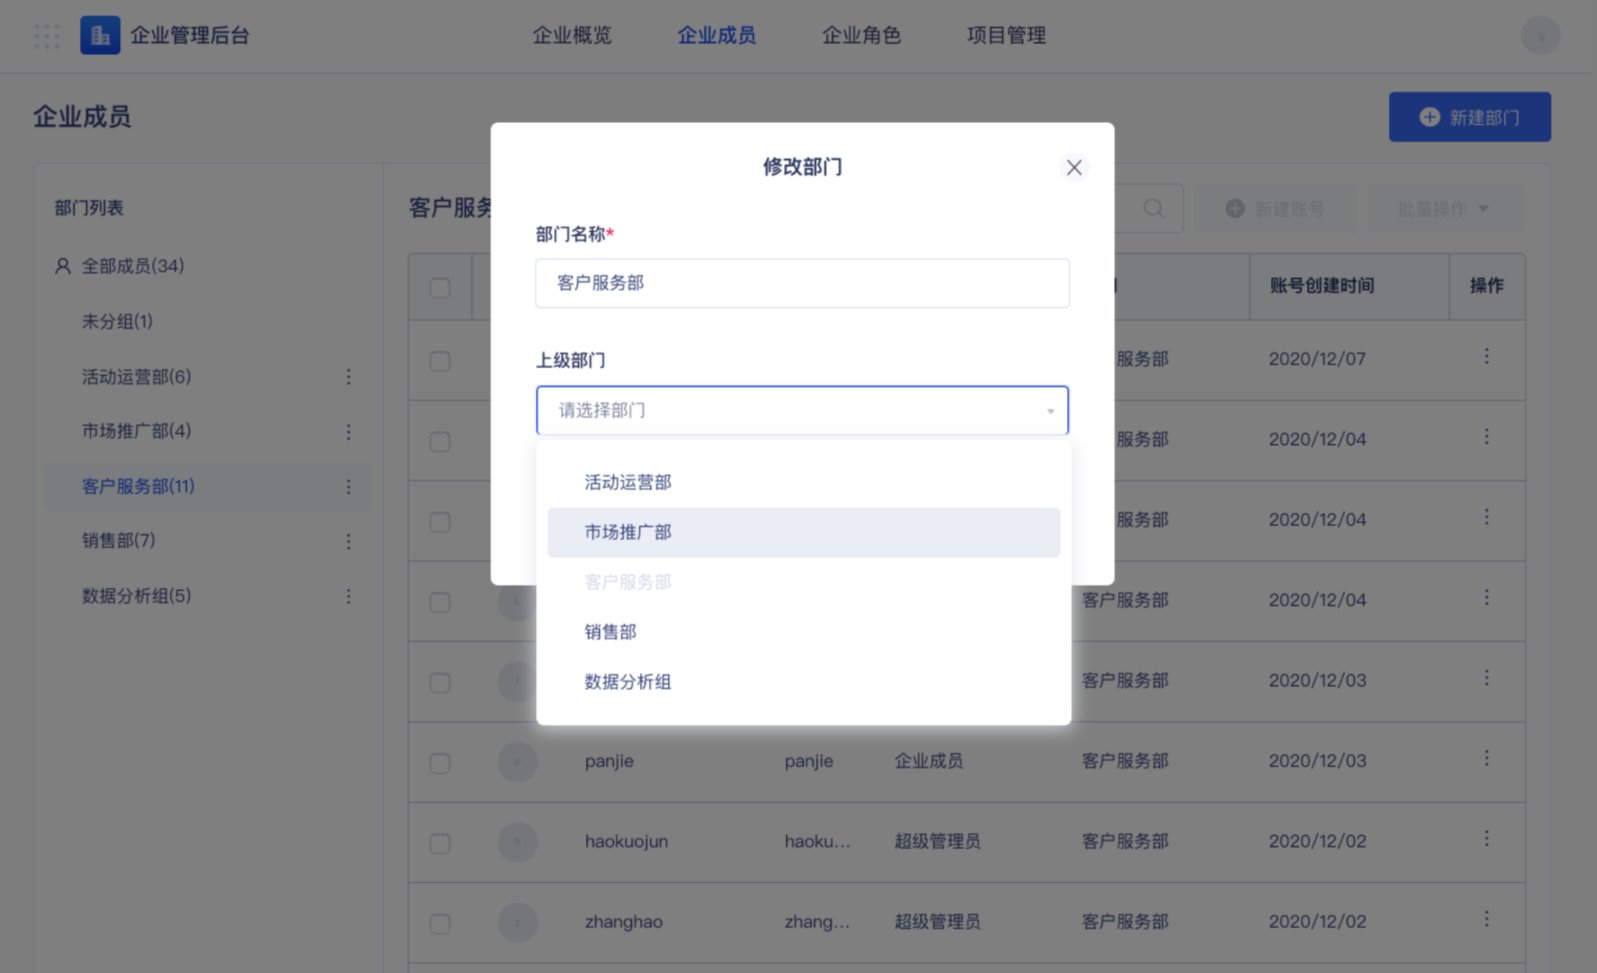 企业管理后台
企业概览 企业成员 企业角色 项目管理
企业成员
新建部门
部门列表
全部成员(34)
未分组(1)
活动运营部(6)
市场推广部(4)
客户服务部(11)
销售部(7)
数据分析组(5)
客户服务
新建账号
批量操作
账号创建时间 操作
服务部 2020/12/07
服务部 2020/12/04
服务部 2020/12/04
客户服务部 2020/12/04
客户服务部 2020/12/03
panjie panjie 企业成员 客户服务部 2020/12/03
haokuojun haoku... 超级管理员 客户服务部 2020/12/02
zhanghao zhang... 超级管理员 客户服务部 2020/12/02
修改部门
部门名称*
客户服务部
上级部门
请选择部门
活动运营部
市场推广部
客户服务部
销售部
数据分析组